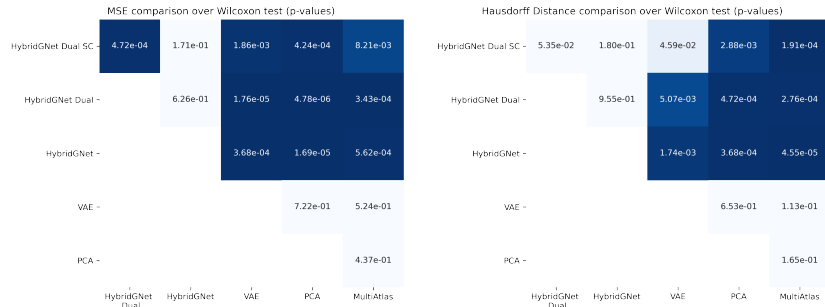 MSE comparison over Wilcoxon test (p-values)
HybridGNet Dual SC
4.72e-04 1.71e-01 1.86e-03 4.24e-04 8.21e-03
HybridGNet Dual
6.26e-01 1.76e-05 4.78e-06 3.43e-04
HybridGNet
3.68e-04 1.69e-05 5.62e-04
VAE
7.22e-01 5.24e-01
PCA
4.37e-01
HybridGNet HybridGNet VAE PCA MultiAtlas
Dual
Hausdorff Distance comparison over Wilcoxon test (p-values)
HybridGNet Dual SC
5.35e-02 1.80e-01 4.59e-02 2.88e-03 1.91e-04
HybridGNet Dual
9.55e-01 5.07e-03 4.72e-04 2.76e-04
HybridGNet
1.74e-03 3.68e-04 4.55e-05
VAE
6.53e-01 1.13e-01
PCA
1.65e-01
HybridGNet HybridGNet VAE PCA MultiAtlas
Dual